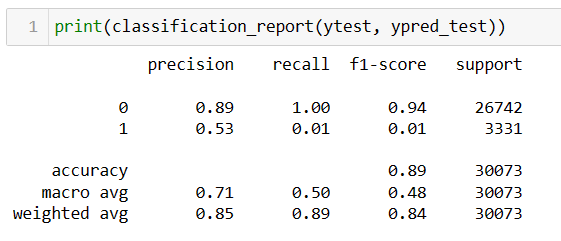 1 print(classification_report(ytest, ypred_test))
precision recall f1-score support
0 0.89 1.00 0.94 26742
1 0.53 0.01 0.01 3331
accuracy 0.89 30073
macro avg 0.71 0.50 0.48 30073
weighted avg 0.85 0.89 0.84 30073